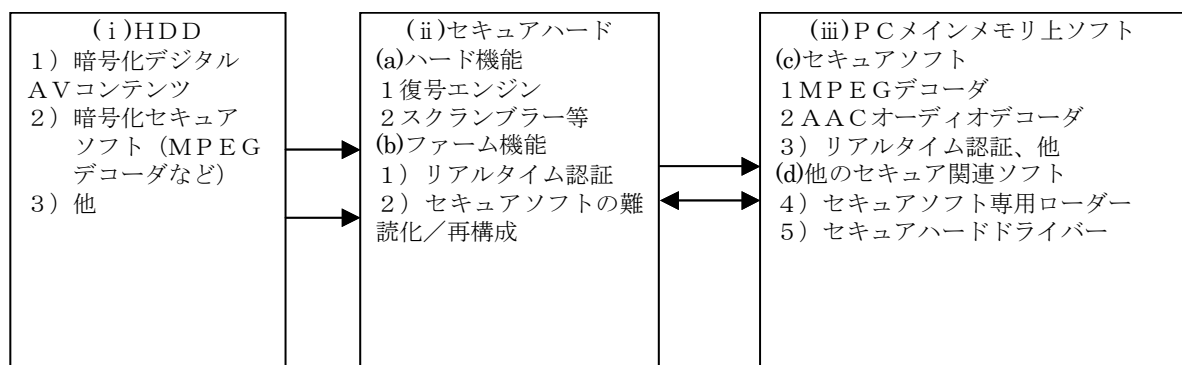 (ⅰ)ＨＤＤ
１）暗号化デジタル
ＡＶコンテンツ
２）暗号化セキュア
ソフト（ＭＰＥＧ
デコーダなど）
３）他
(ⅱ)セキュアハード
(a)ハード機能
１復号エンジン
２スクランブラー等
(b)ファーム機能
１）リアルタイム認証
２）セキュアソフトの難
読化／再構成
(ⅲ)ＰＣメインメモリ上ソフト
(c)セキュアソフト
１ＭＰＥＧデコーダ
２ＡＡＣオーディオデコーダ
３）リアルタイム認証、他
(d)他のセキュア関連ソフト
４）セキュアソフト専用ローダー
５）セキュアハードドライバー